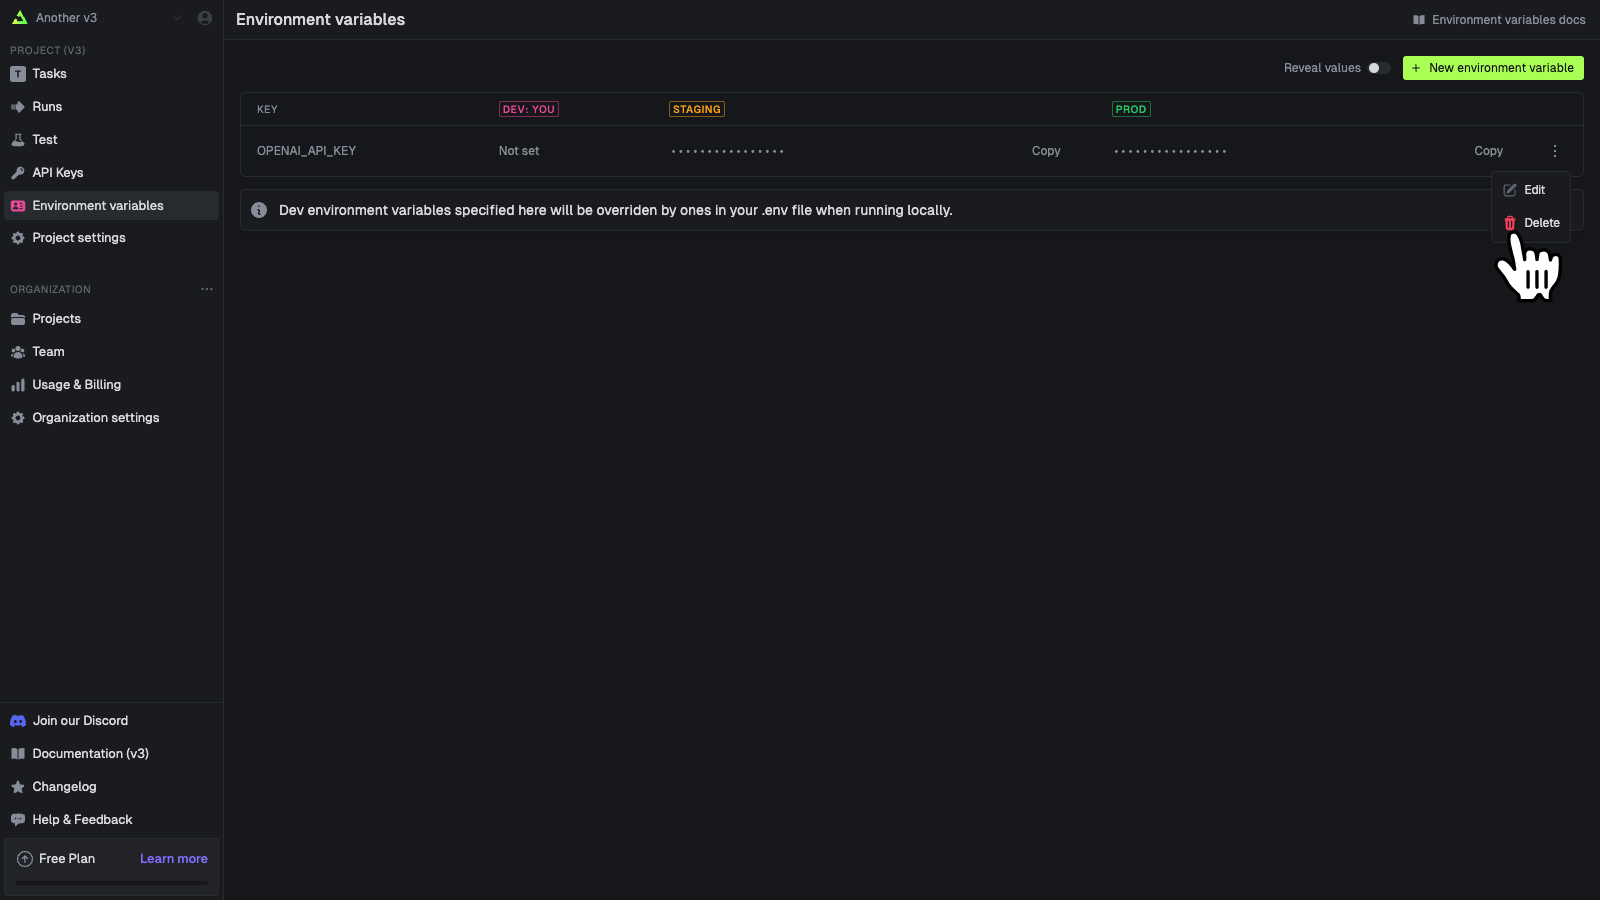 Another v3
Environment variables
Environment variables docs
PROJECT (V3)
T Tasks
Runs
Test
API Keys
Environment variables
Project settings
ORGANIZATION
Projects
Team
Usage & Billing
Organization settings
Join our Discord
Documentation (v3)
Changelog
Help & Feedback
Free Plan Learn more
Reveal values + New environment variable
KEY DEV: YOU STAGING PROD
OPENAI_API_KEY Not set •••••••••••••••• Copy •••••••••••••••• Copy
Edit
Dev environment variables specified here will be overriden by ones in your .env file when running locally.
Delete